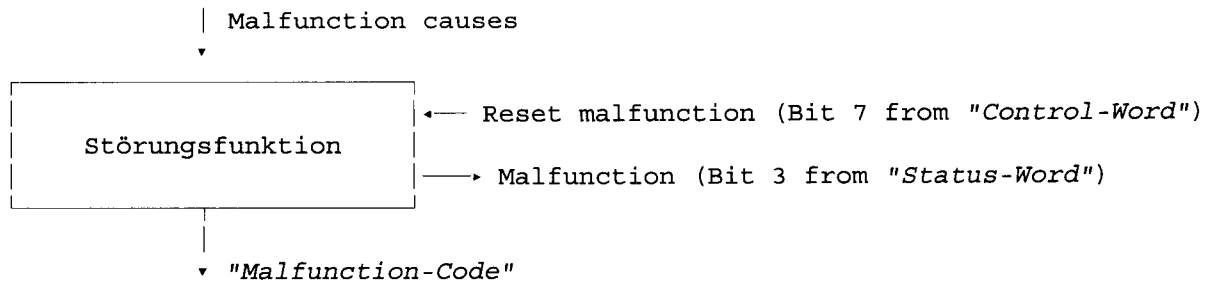 Malfunction causes
Reset malfunction (Bit 7 from "Control-Word")
Störungsfunktion
Malfunction (Bit 3 from "Status-Word")
"Malfunction-Code"